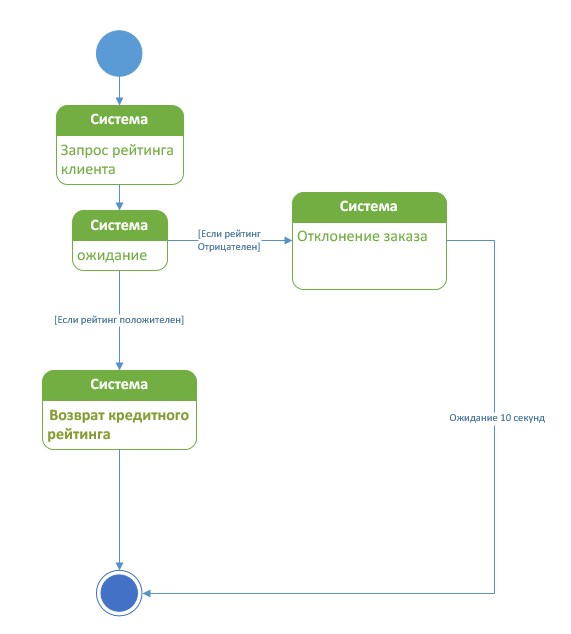 Система
Запрос рейтинга
клиента
Система
ожидание
[Если рейтинг
Отрицателен]
Система
Отклонение заказа
[Если рейтинг положителен]
Система
Возврат кредитного
рейтинга
Ожидание 10 секунд